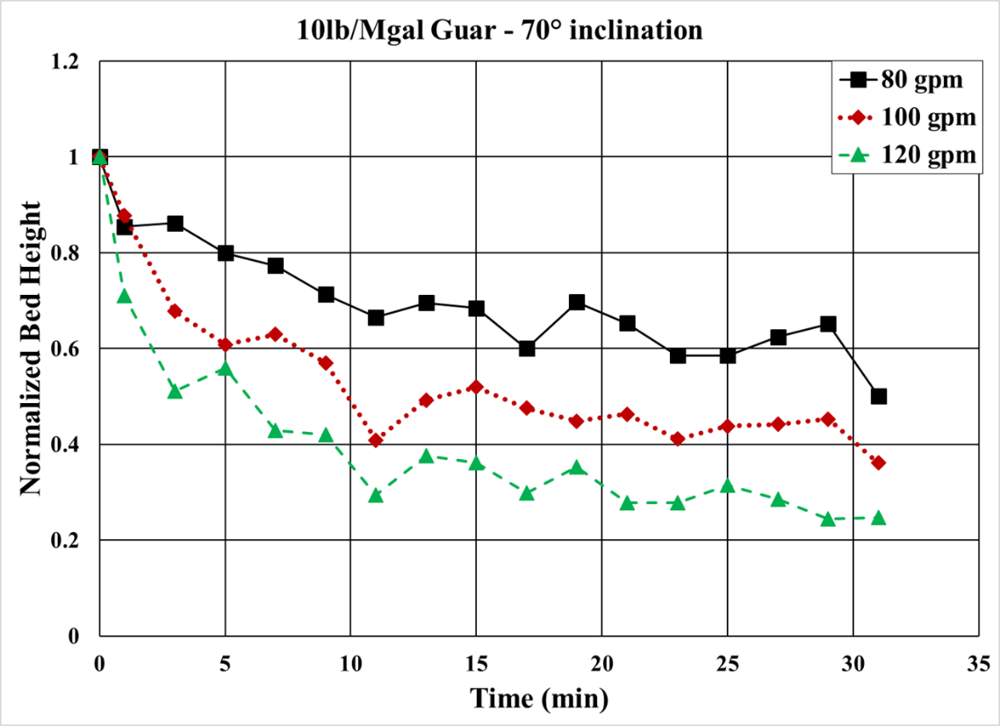 10lb/Mgal Guar - 70° inclination
80 gpm
100 gpm
120 gpm
Normalized Bed Height
1.2
1
0.8
0.6
0.4
0.2
0
0 5 10 15 20 25 30 35
Time (min)